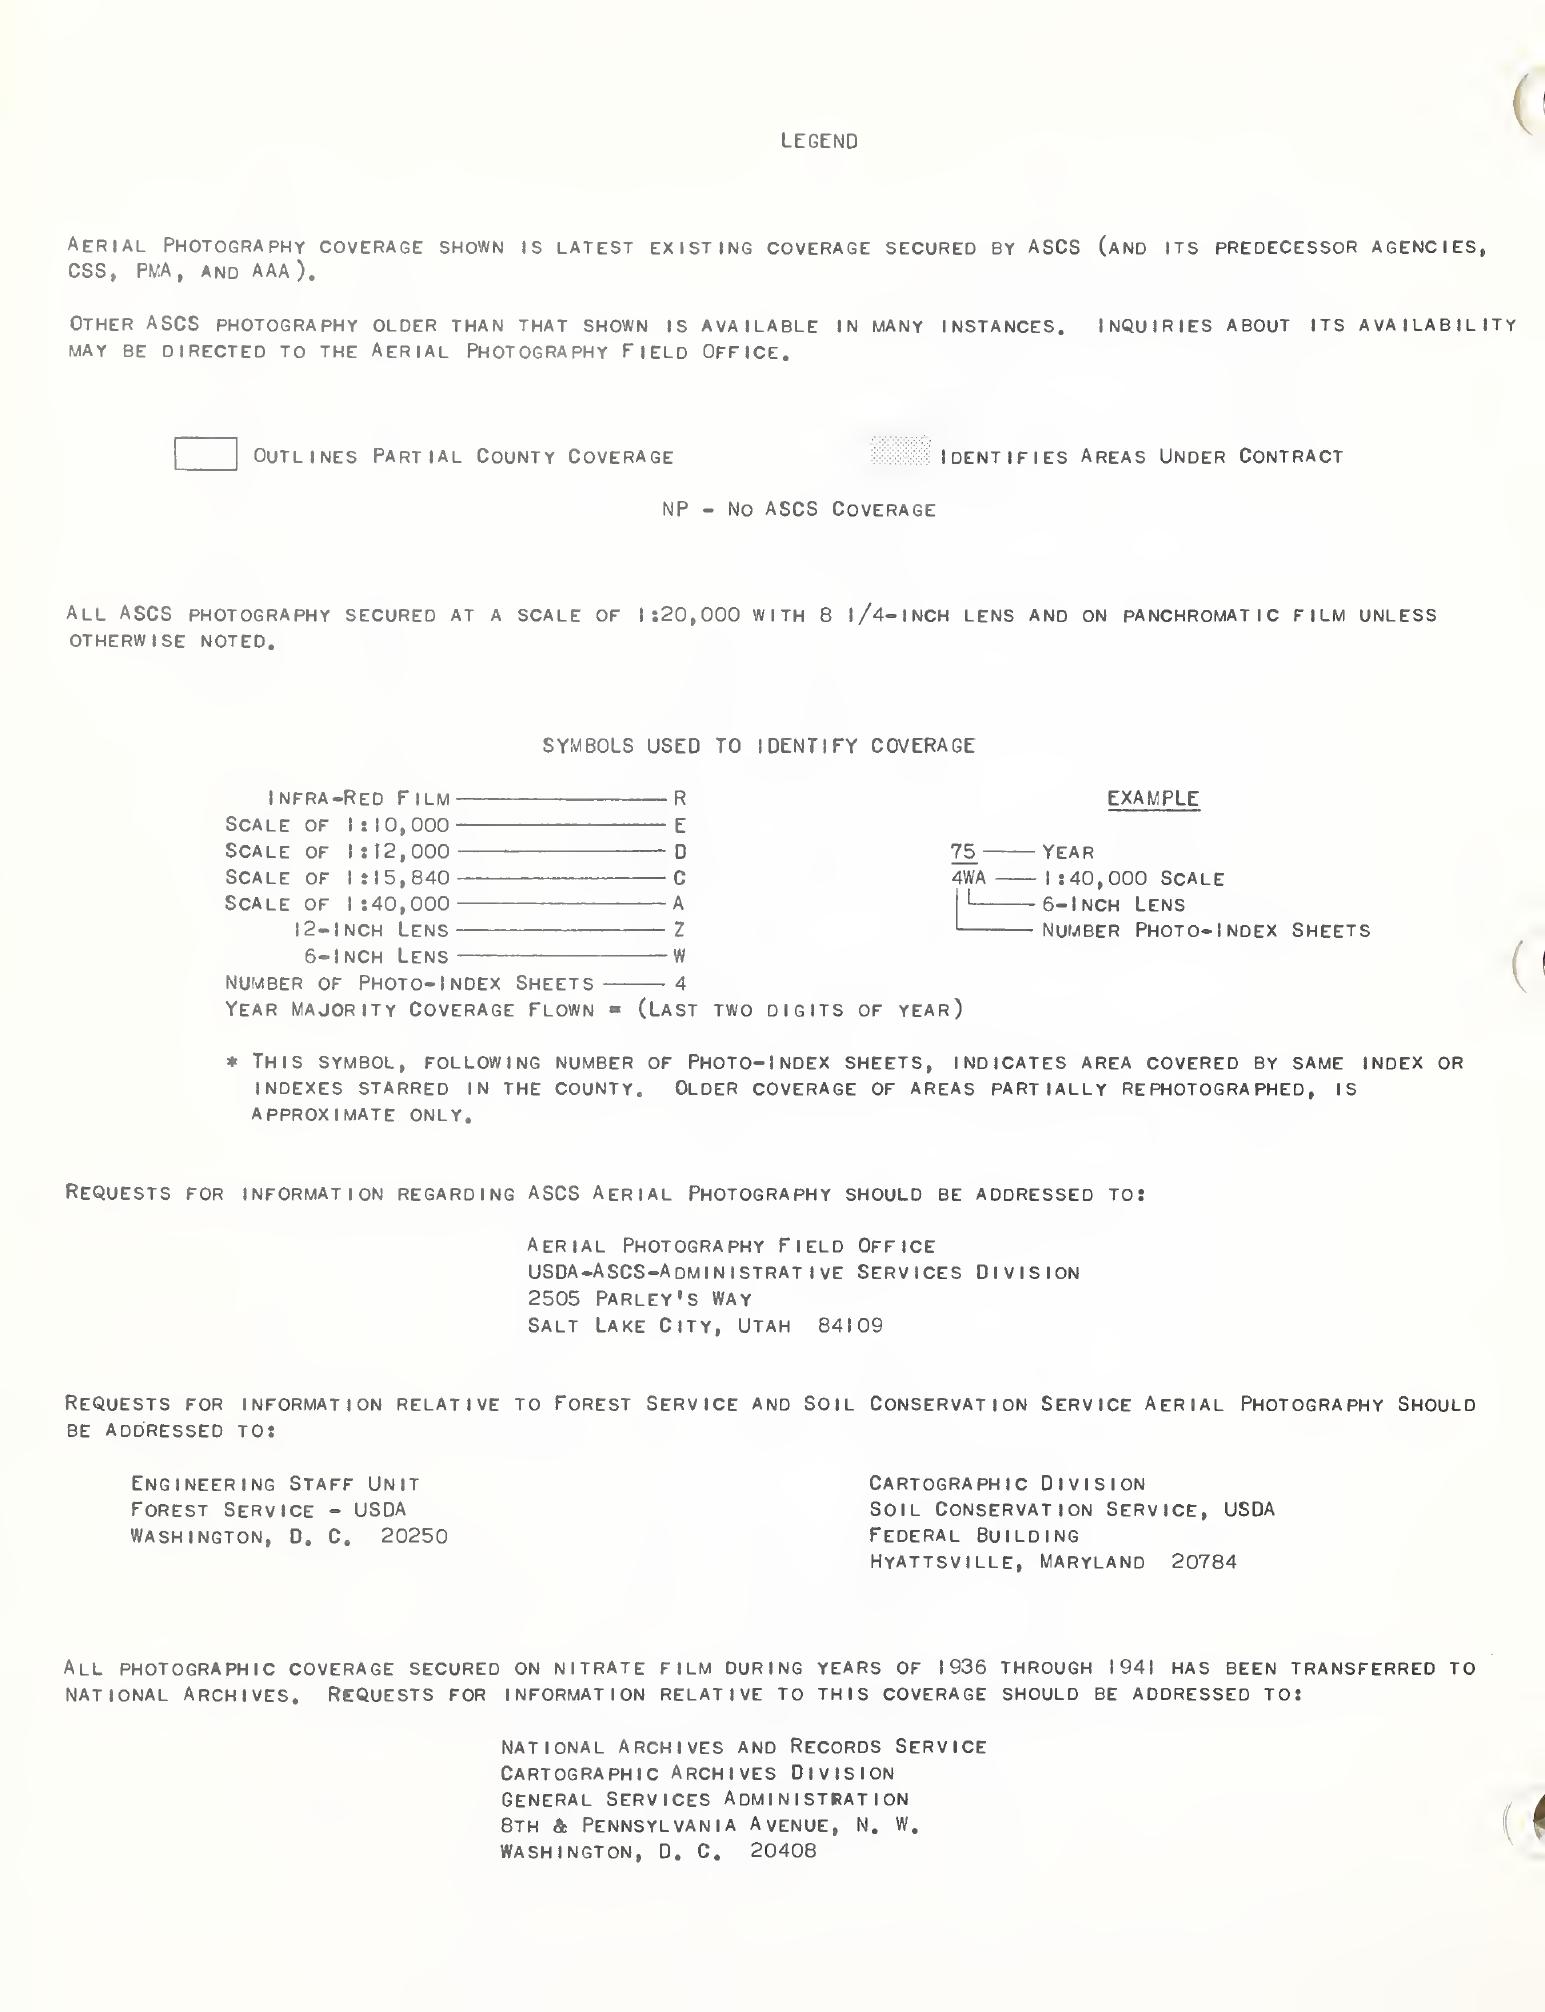 LEGEND
AERIAL PHOTOGRAPHY COVERAGE SHOWN IS LATEST EXISTING COVERAGE SECURED BY ASCS (AND ITS PREDECESSOR AGENCIES,
CSS, PMA, AND AAA).
OTHER ASCS PHOTOGRAPHY OLDER THAN THAT SHOWN IS AVAILABLE IN MANY INSTANCES. INQUIRIES ABOUT ITS AVAILABILITY
MAY BE DIRECTED TO THE AERIAL PHOTOGRAPHY FIELD OFFICE.
OUTLINES PARTIAL COUNTY COVERAGE
IDENTIFIES AREAS UNDER CONTRACT
NP - NO ASCS COVERAGE
ALL ASCS PHOTOGRAPHY SECURED AT A SCALE OF 1:20,000 WITH 8 1/4-INCH LENS AND ON PANCHROMATIC FILM UNLESS
OTHERWISE NOTED.
SYMBOLS USED TO IDENTIFY COVERAGE
INFRA-RED FILM R
SCALE OF 1:10,000 E
SCALE OF 1:12,000 D
SCALE OF 1:15,840 C
SCALE OF 1:40,000 A
12-INCH LENS Z
6-INCH LENS W
NUMBER OF PHOTO-INDEX SHEETS 4
YEAR MAJORITY COVERAGE FLOWN = (LAST TWO DIGITS OF YEAR)
EXAMPLE
75 YEAR
4WA 1:40,000 SCALE
6-INCH LENS
NUMBER PHOTO-INDEX SHEETS
* THIS SYMBOL, FOLLOWING NUMBER OF PHOTO-INDEX SHEETS, INDICATES AREA COVERED BY SAME INDEX OR
INDEXES STARRED IN THE COUNTY. OLDER COVERAGE OF AREAS PARTIALLY REPHOTOGRAPHED, IS
APPROXIMATE ONLY.
REQUESTS FOR INFORMATION REGARDING ASCS AERIAL PHOTOGRAPHY SHOULD BE ADDRESSED TO:
AERIAL PHOTOGRAPHY FIELD OFFICE
USDA-ASCS-ADMINISTRATIVE SERVICES DIVISION
2505 PARLEY'S WAY
SALT LAKE CITY, UTAH 84109
REQUESTS FOR INFORMATION RELATIVE TO FOREST SERVICE AND SOIL CONSERVATION SERVICE AERIAL PHOTOGRAPHY SHOULD
BE ADDRESSED TO:
ENGINEERING STAFF UNIT
FOREST SERVICE - USDA
WASHINGTON, D. C. 20250
CARTOGRAPHIC DIVISION
SOIL CONSERVATION SERVICE, USDA
FEDERAL BUILDING
HYATTSVILLE, MARYLAND 20784
ALL PHOTOGRAPHIC COVERAGE SECURED ON NITRATE FILM DURING YEARS OF 1936 THROUGH 1941 HAS BEEN TRANSFERRED TO
NATIONAL ARCHIVES. REQUESTS FOR INFORMATION RELATIVE TO THIS COVERAGE SHOULD BE ADDRESSED TO:
NATIONAL ARCHIVES AND RECORDS SERVICE
CARTOGRAPHIC ARCHIVES DIVISION
GENERAL SERVICES ADMINISTRATION
8TH & PENNSYLVANIA AVENUE, N. W.
WASHINGTON, D. C. 20408